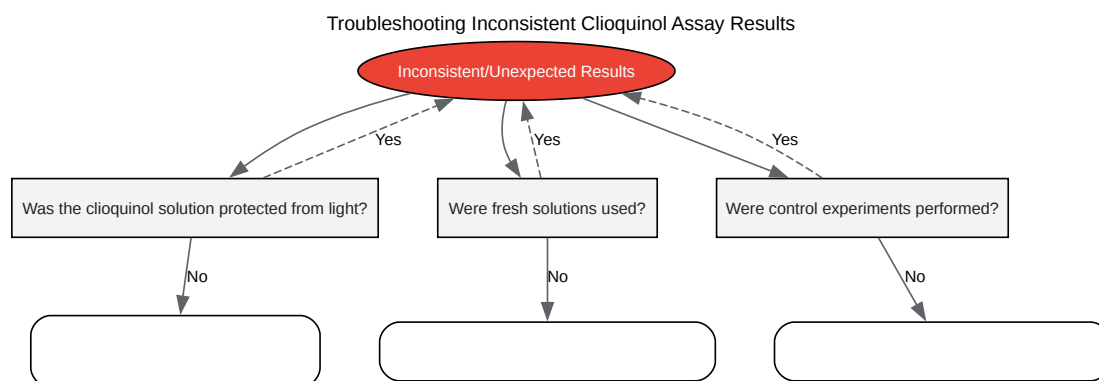 Troubleshooting Inconsistent Clioquinol Assay Results
Inconsistent/Unexpected Results
Yes
Yes
Yes
Was the clioquinol solution protected from light?
Were fresh solutions used?
Were control experiments performed?
No
No
No